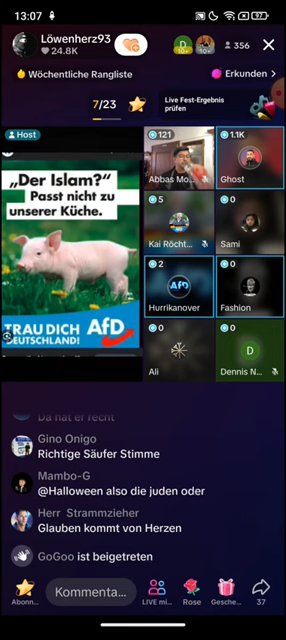 13:07
97
Löwenherz93
24.8K
D
10+
10+
356
Wöchentliche Rangliste
Erkunden >
7/23
Live Fest-Ergebnis
prüfen
Host
„Der Islam?“
Passt nicht zu
unserer Küche.
TRAU DICH
DEUTSCHLAND!
AfD
121
Abbas Mo...
1.1K
Ghost
5
Kai Röcht...
0
Sami
2
AfD
Hurrikanover
0
Fashion
0
Ali
0
D
Dennis N...
Da hat er recht
Gino Onigo
Richtige Säufer Stimme
Mambo-G
@Halloween also die juden oder
Herr Strammzieher
Glauben kommt von Herzen
GoGoo ist beigetreten
Abonn...
Kommenta...
LIVE mi...
Rose
Gesche...
37